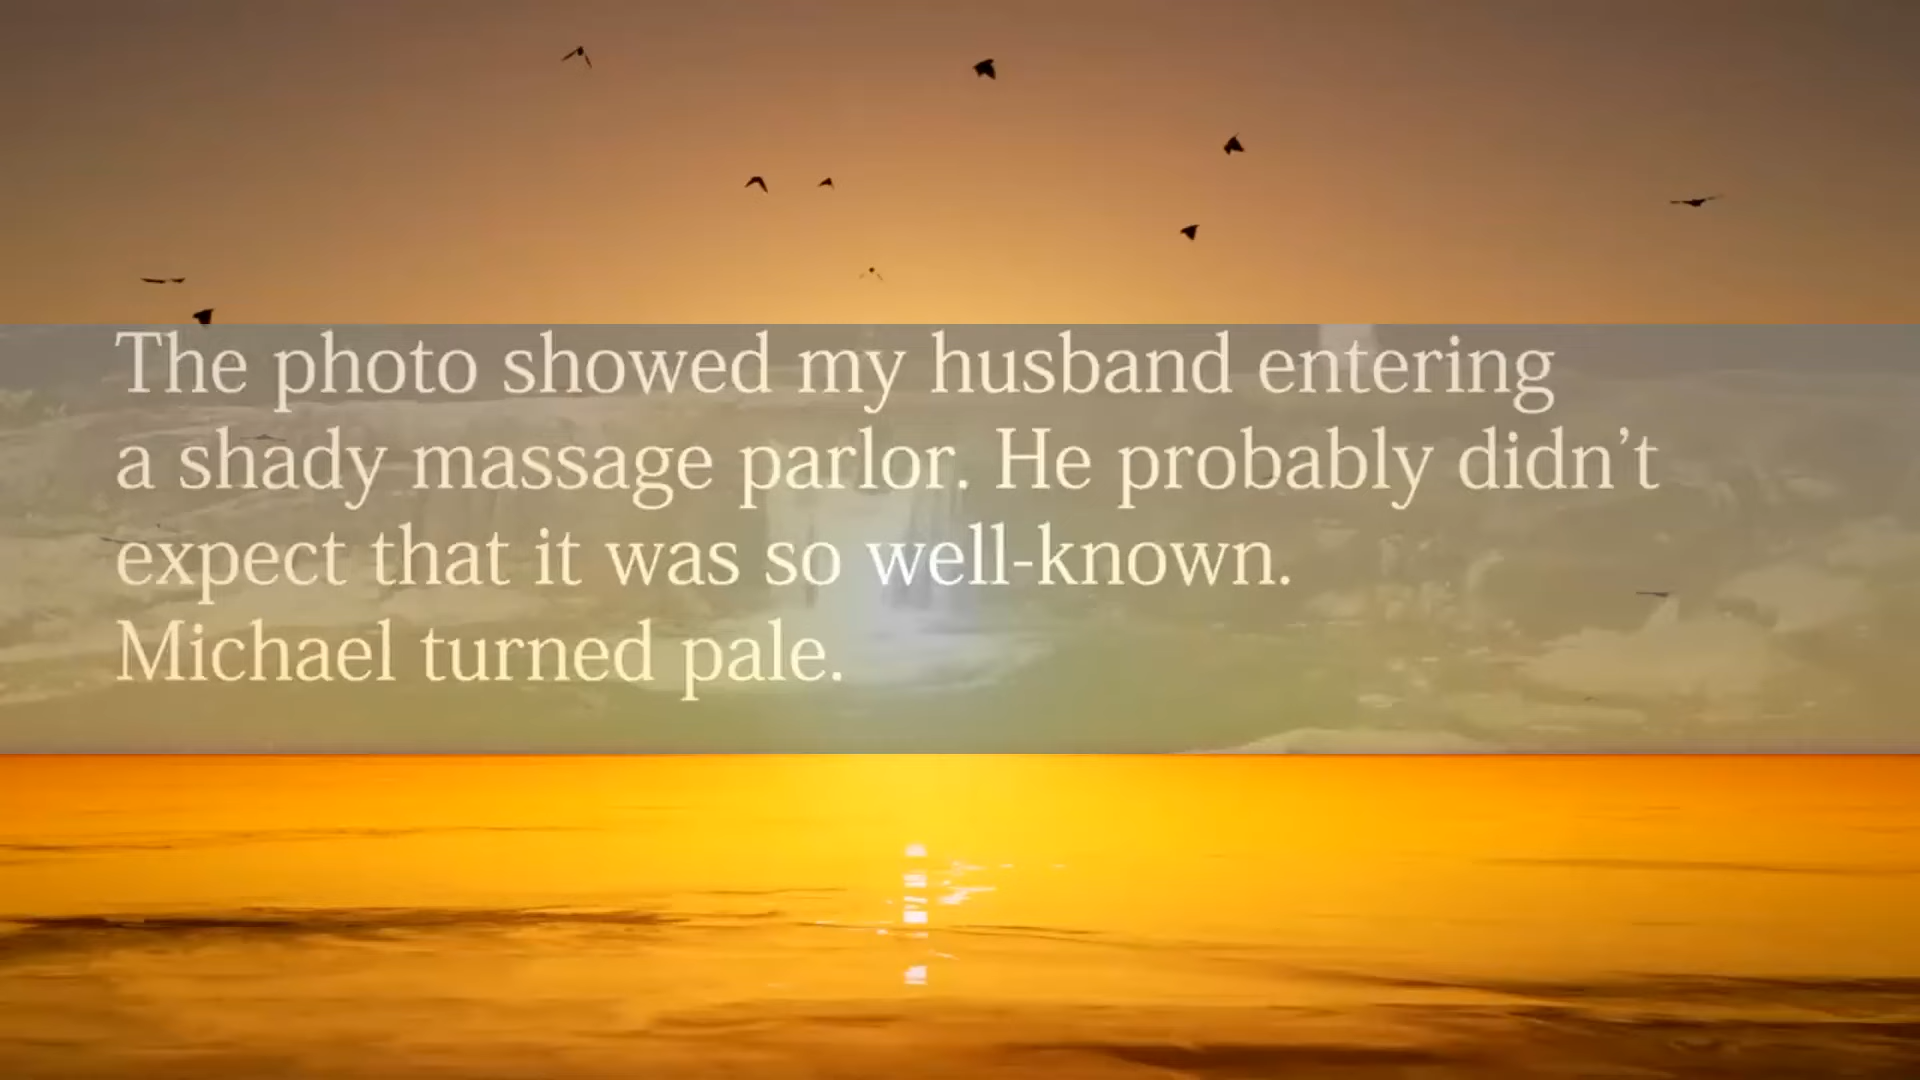 The photo showed my husband entering
a shady massage parlor. He probably didn’t
expect that it was so well-known.
Michael turned pale.